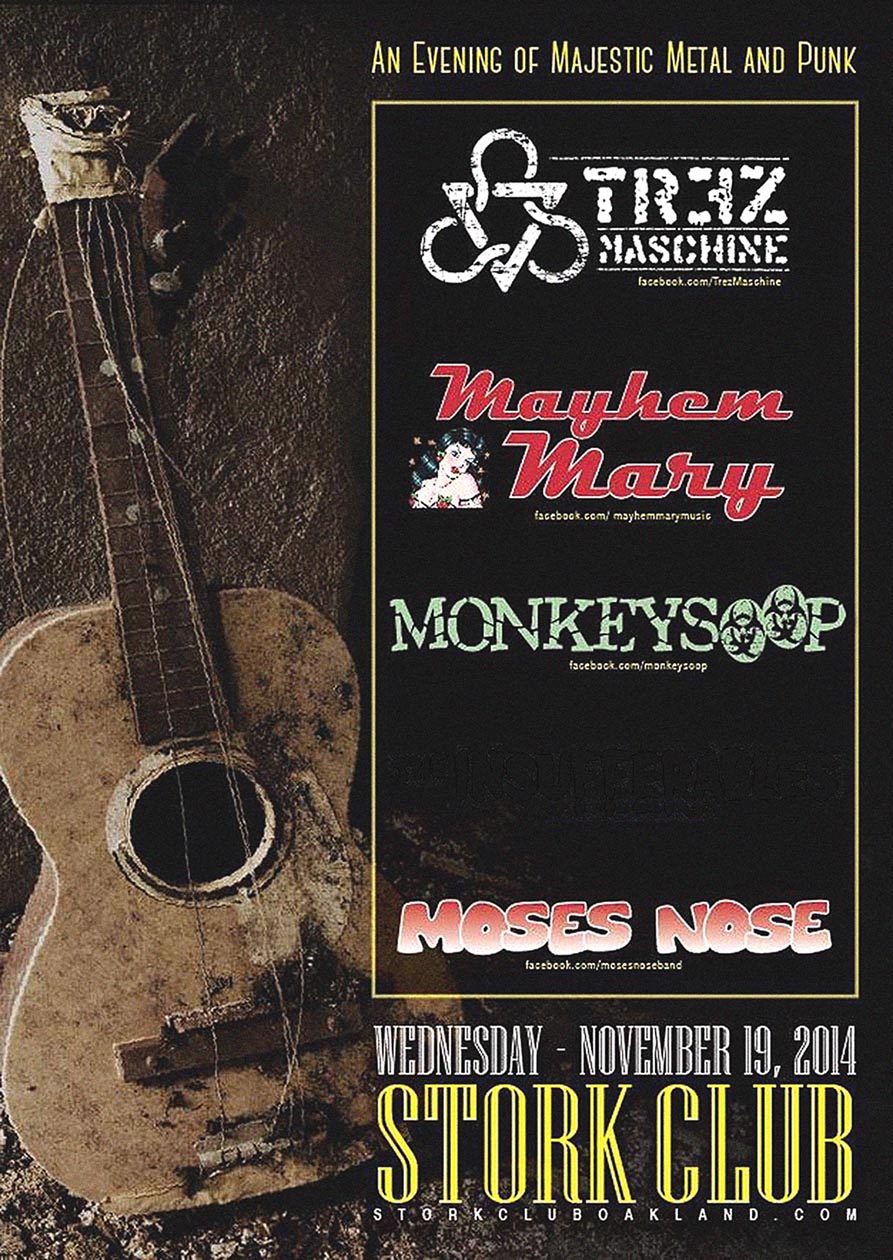 An Evening of Majestic Metal and Punk
TREZ
MASCHINE
facebook.com/TrezMaschine
Mayhem
Mary
facebook.com/ mayhemmarymusic
MONKEYSOOP
facebook.com/monkeysoop
INSUFFERABLES
MOSES NOSE
facebook.com/mosesnoseband
WEDNESDAY - NOVEMBER 19, 2014
STORK CLUB
STORKCLUBOAKLAND.COM